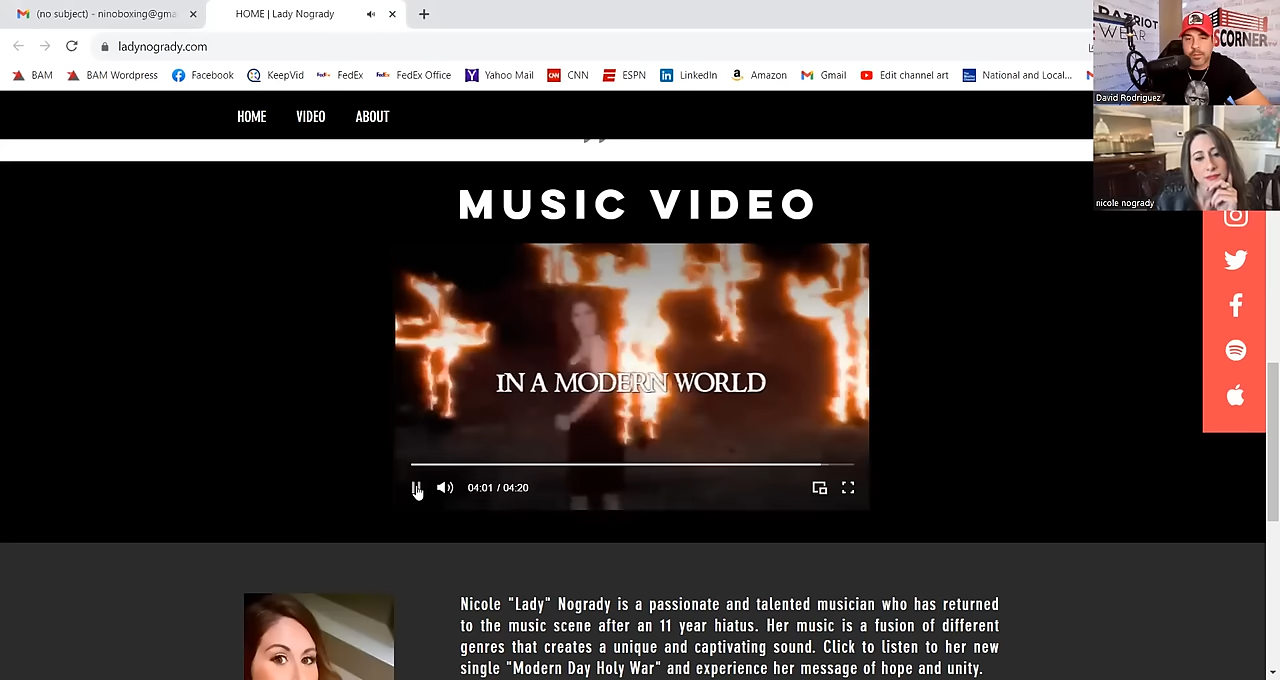 (no subject) - ninoboxing@gma
HOME | Lady Nogrady
ladynogrady.com
BAM
BAM Wordpress
Facebook
KeepVid
FedEx
FedEx Office
Yahoo Mail
CNN
ESPN
LinkedIn
Amazon
Gmail
Edit channel art
National and Local...
PATRIOT
WEAR
SCORNER
David Rodriguez
nicole nogrady
HOME
VIDEO
ABOUT
MUSIC VIDEO
IN A MODERN WORLD
04:01 / 04:20
Nicole "Lady" Nogrady is a passionate and talented musician who has returned
to the music scene after an 11 year hiatus. Her music is a fusion of different
genres that creates a unique and captivating sound. Click to listen to her new
single "Modern Day Holy War" and experience her message of hope and unity.